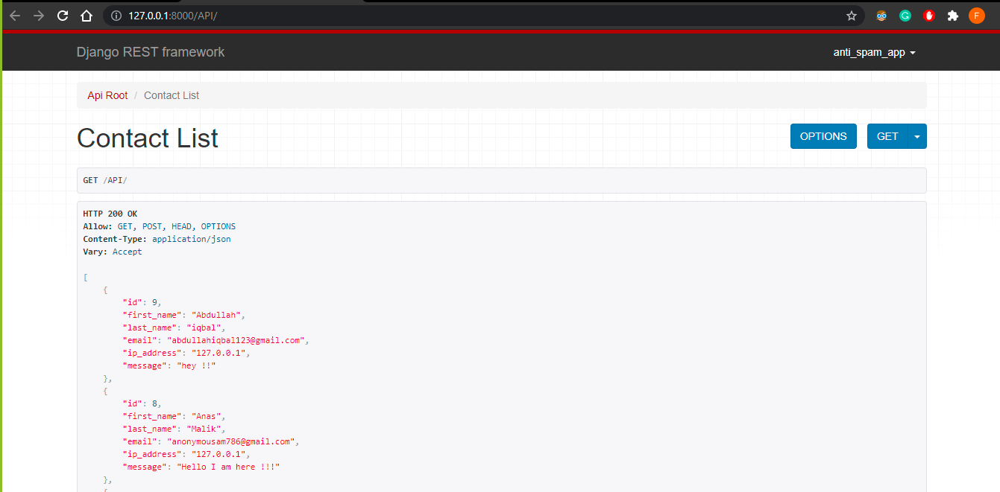 127.0.0.1:8000/API/
F
Django REST framework
anti_spam_app
Api Root / Contact List
Contact List
OPTIONS
GET
GET /API/
HTTP 200 OK
Allow: GET, POST, HEAD, OPTIONS
Content-Type: application/json
Vary: Accept
[
{
"id": 9,
"first_name": "Abdullah",
"last_name": "iqbal",
"email": "abdullahiqbal123@gmail.com",
"ip_address": "127.0.0.1",
"message": "hey !!"
},
{
"id": 8,
"first_name": "Anas",
"last_name": "Malik",
"email": "anonymousam786@gmail.com",
"ip_address": "127.0.0.1",
"message": "Hello I am here !!!"
},
{